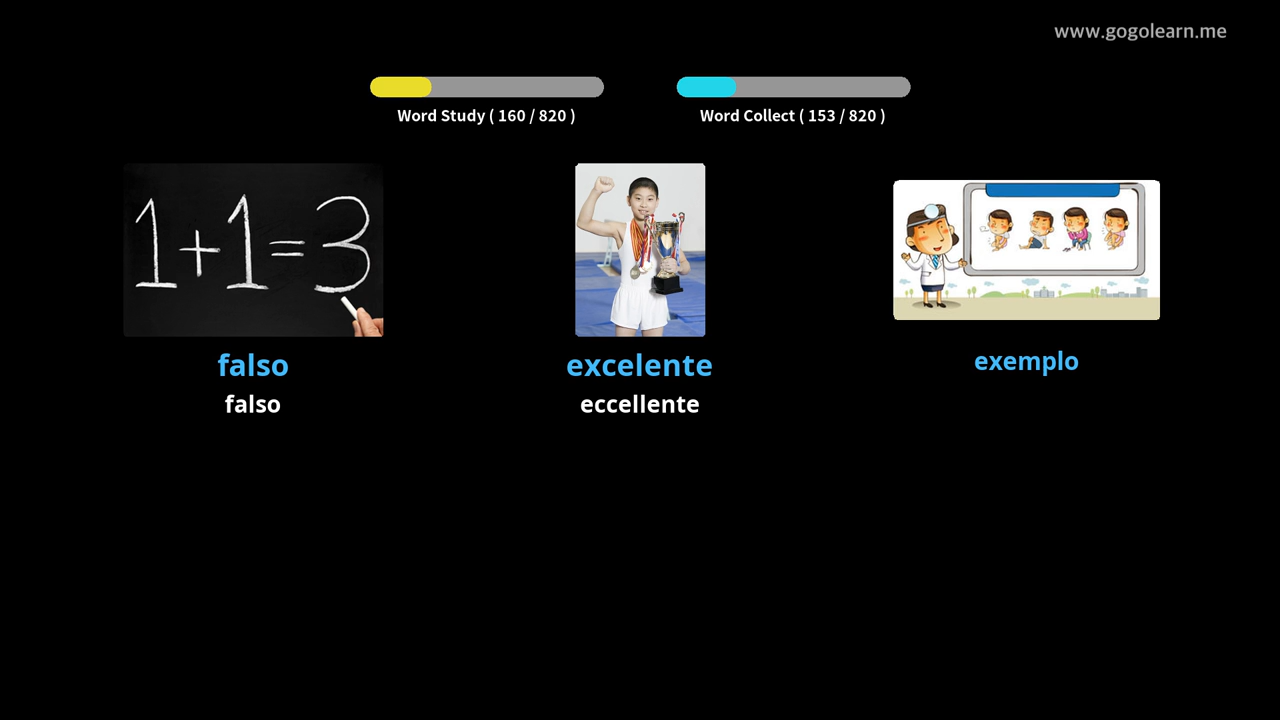 www.gogolearn.me
Word Study ( 160 / 820 )
Word Collect ( 153 / 820 )
1+1=3
falso
falso
excelente
eccellente
exemplo